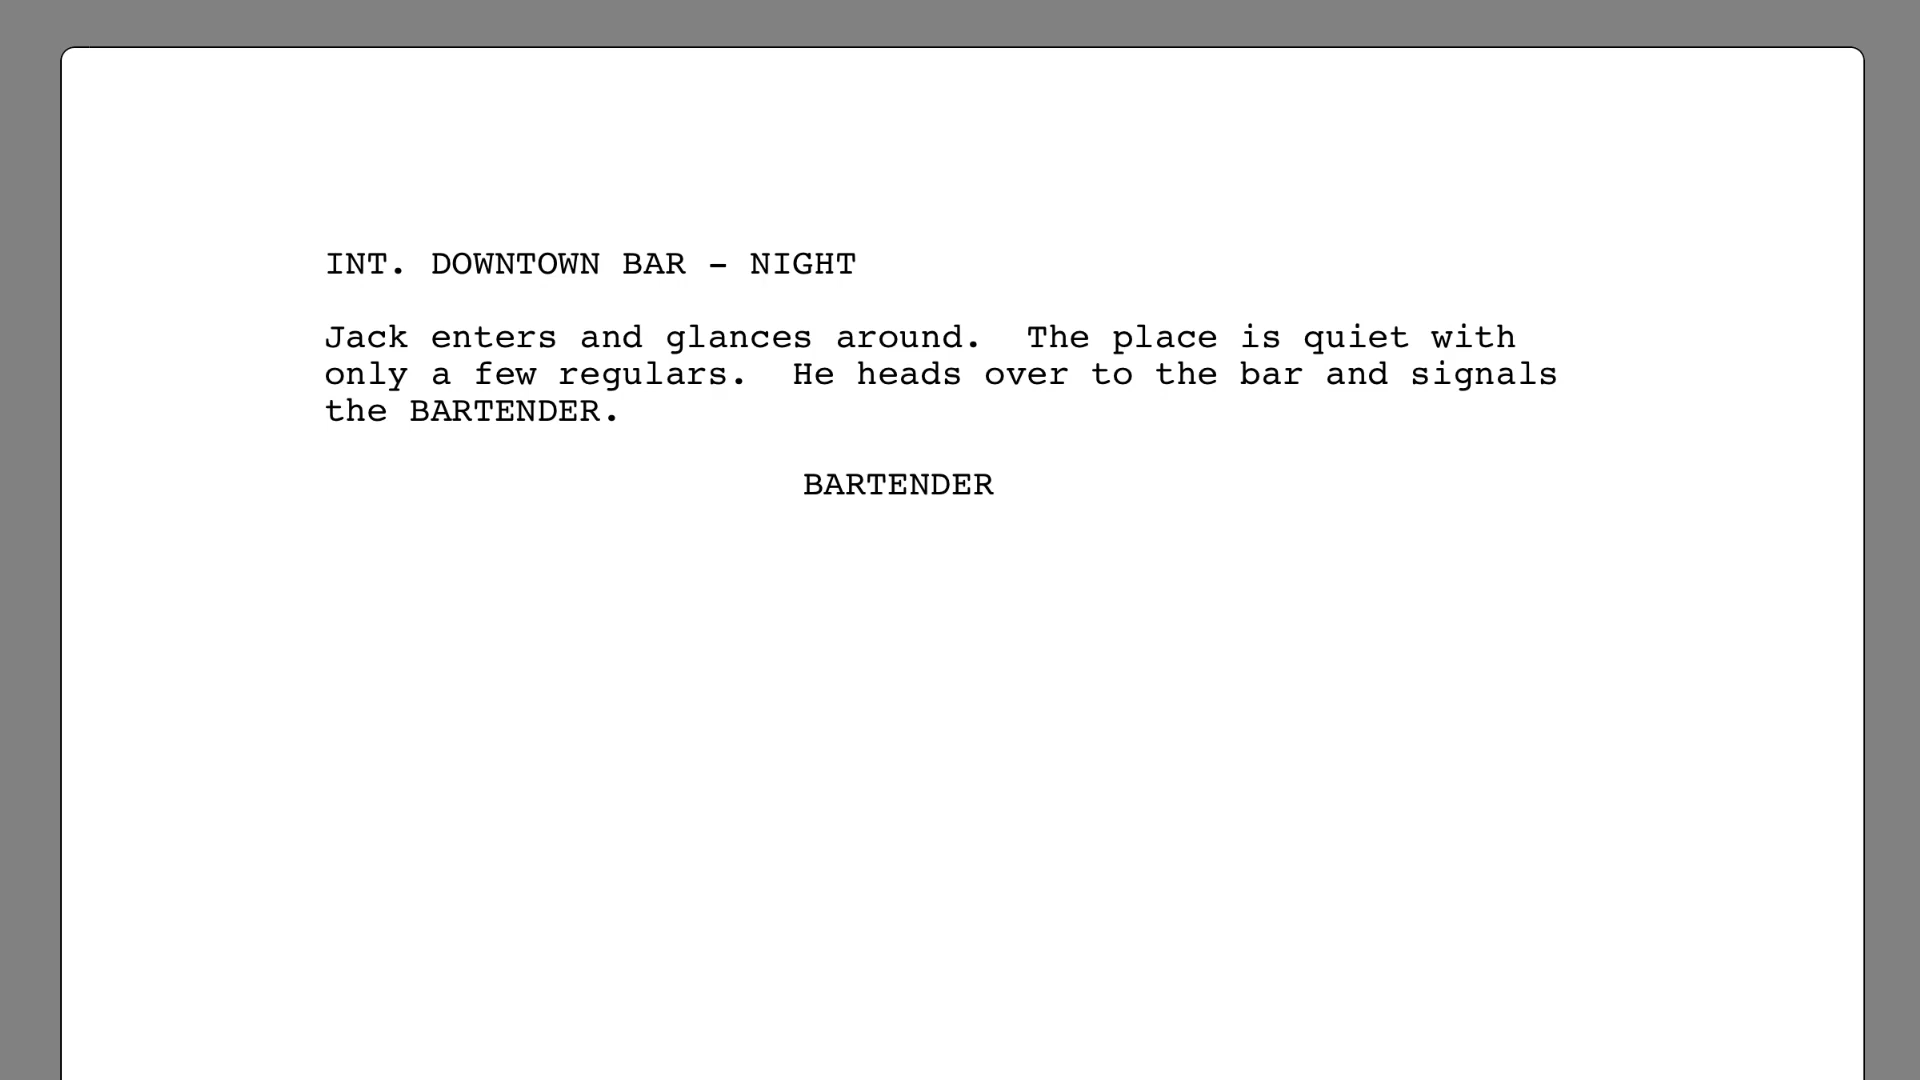 INT. DOWNTOWN BAR – NIGHT
Jack enters and glances around.  The place is quiet with
only a few regulars.  He heads over to the bar and signals
the BARTENDER.
BARTENDER